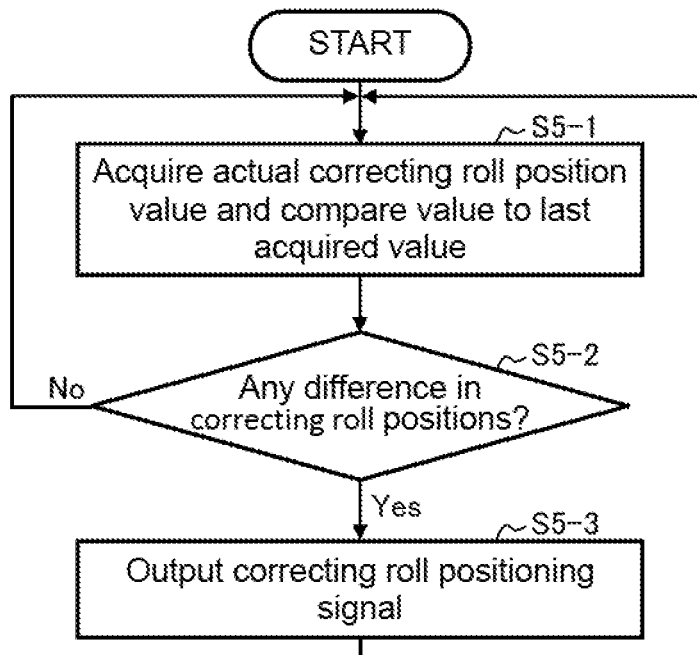 START
S5-1
Acquire actual correcting roll position
value and compare value to last
acquired value
S5-2
No
Any difference in
correcting roll positions?
Yes
S5-3
Output correcting roll positioning
signal